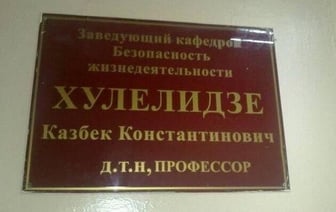 Заведующий кафедрой
Безопасность
жизнедеятельности
ХУЛЕЛИДЗЕ
Казбек Константинович
д.т.н, ПРОФЕССОР